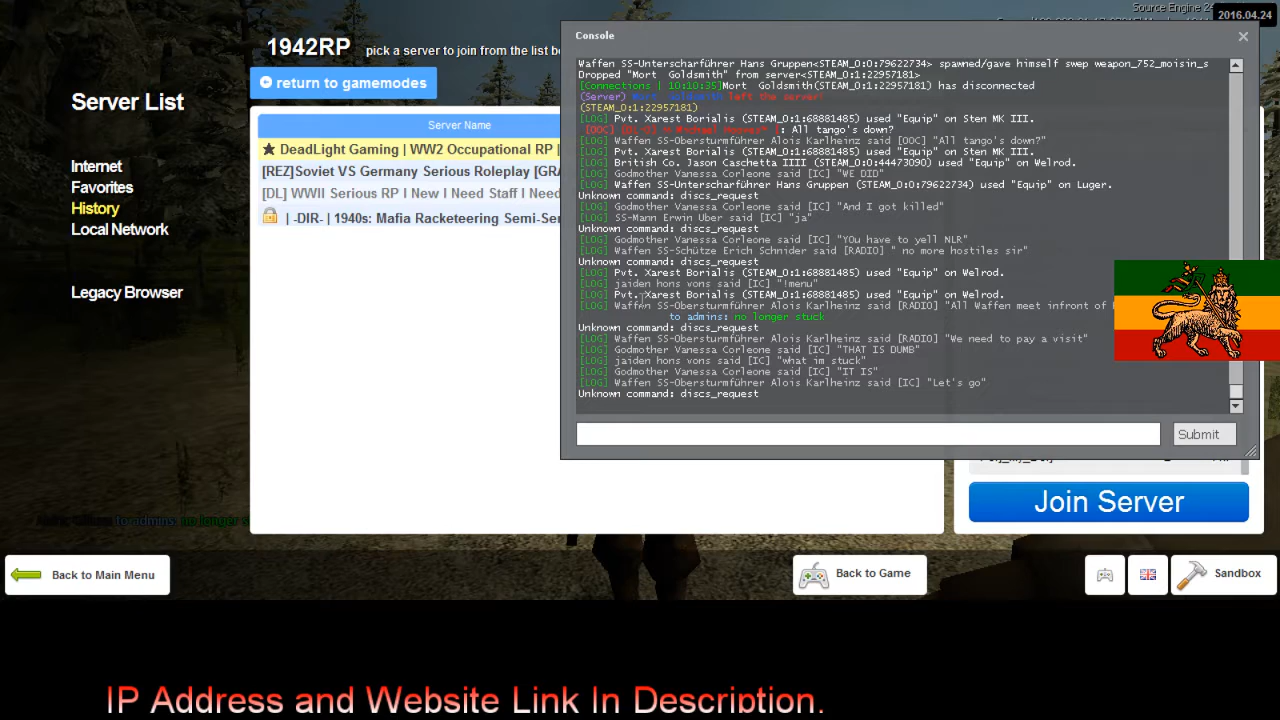 Source Engine 24
2016.04.24
1942RP pick a server to join from the list be
return to gamemodes
Server List
Internet
Favorites
History
Local Network
Legacy Browser
Server Name
DeadLight Gaming | WW2 Occupational RP |
[REZ]Soviet VS Germany Serious Roleplay [GRA
[DL] WWII Serious RP I New I Need Staff I Need
| -DIR- | 1940s: Mafia Racketeering Semi-Ser
Console
Waffen SS-Unterscharführer Hans Gruppen<STEAM_0:0:79622734> spawned/gave himself swep weapon_752_moisin_s
Dropped "Mort  Goldsmith" from server<STEAM_0:1:22957181>
[Connections | 10:10:35]Mort  Goldsmith(STEAM_0:1:22957181) has disconnected
(Server) Mort  Goldsmith left the server!
(STEAM_0:1:22957181)
[LOG] Pvt. Xarest Borialis (STEAM_0:1:68881485) used "Equip" on Sten MK III.
: All tango's down?
[LOG] Waffen SS-Obersturmführer Alois Karlheinz said [OOC] "All tango's down?"
[LOG] Pvt. Xarest Borialis (STEAM_0:1:68881485) used "Equip" on Sten MK III.
[LOG] British Co. Jason Caschetta IIII (STEAM_0:0:44473090) used "Equip" on Welrod.
[LOG] Godmother Vanessa Corleone said [IC] "WE DID"
[LOG] Waffen SS-Unterscharführer Hans Gruppen (STEAM_0:0:79622734) used "Equip" on Luger.
Unknown command: discs_request
[LOG] Godmother Vanessa Corleone said [IC] "And I got killed"
[LOG] SS-Mann Erwin Uber said [IC] "ja"
Unknown command: discs_request
[LOG] Godmother Vanessa Corleone said [IC] "YOu have to yell NLR"
[LOG] Waffen SS-Schütze Erich Schnider said [RADIO] " no more hostiles sir"
Unknown command: discs_request
[LOG] Pvt. Xarest Borialis (STEAM_0:1:68881485) used "Equip" on Welrod.
[LOG] jaiden hons vons said [IC] "!menu"
[LOG] Pvt. Xarest Borialis (STEAM_0:1:68881485) used "Equip" on Welrod.
[LOG] Waffen SS-Obersturmführer Alois Karlheinz said [RADIO] "All Waffen meet infront of
to admins: no longer stuck
Unknown command: discs_request
[LOG] Waffen SS-Obersturmführer Alois Karlheinz said [RADIO] "We need to pay a visit"
[LOG] Godmother Vanessa Corleone said [IC] "THAT IS DUMB"
[LOG] jaiden hons vons said [IC] "what im stuck"
[LOG] Godmother Vanessa Corleone said [IC] "IT IS"
[LOG] Waffen SS-Obersturmführer Alois Karlheinz said [IC] "Let's go"
Unknown command: discs_request
Submit
Join Server
to admins: no longer s
Back to Main Menu
Back to Game
Sandbox
IP Address and Website Link In Description.